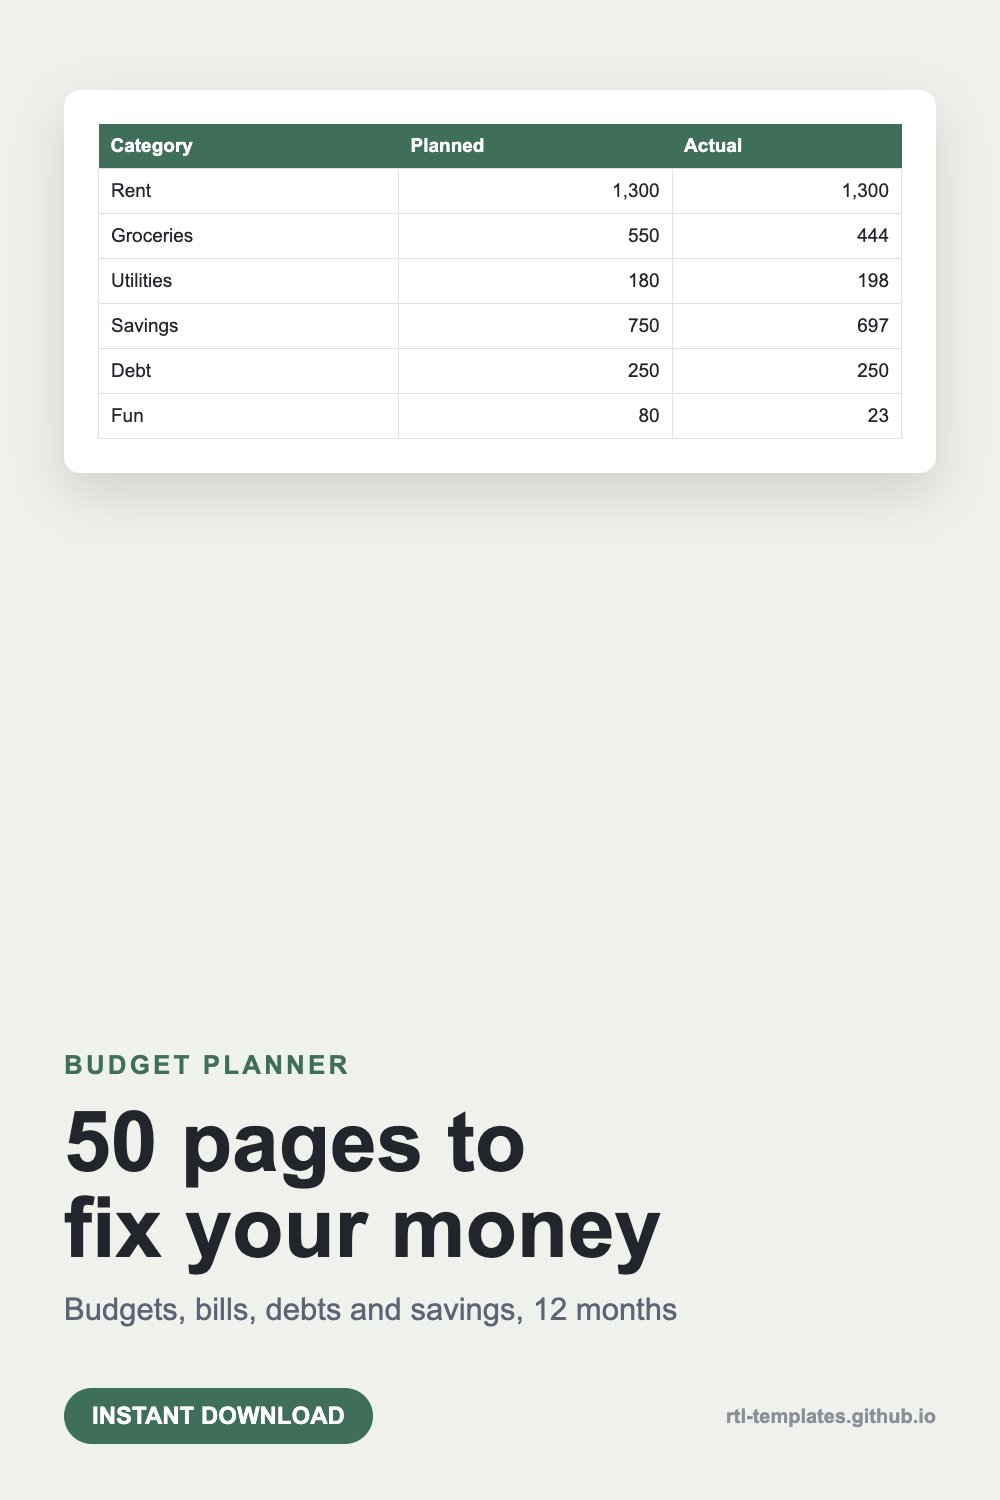 Category Planned Actual
Rent 1,300 1,300
Groceries 550 444
Utilities 180 198
Savings 750 697
Debt 250 250
Fun 80 23
BUDGET PLANNER
50 pages to
fix your money
Budgets, bills, debts and savings, 12 months
INSTANT DOWNLOAD
rtl-templates.github.io